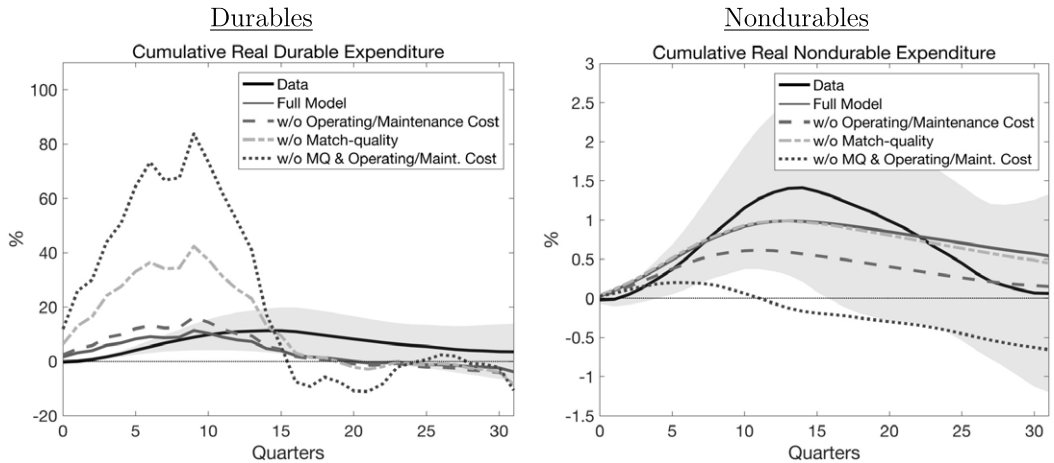 Durables
Cumulative Real Durable Expenditure
Data
Full Model
w/o Operating/Maintenance Cost
w/o Match-quality
w/o MQ & Operating/Maint. Cost
100
80
60
40
20
0
-20
%
0
5
10
15
20
25
30
Quarters
Nondurables
Cumulative Real Nondurable Expenditure
Data
Full Model
w/o Operating/Maintenance Cost
w/o Match-quality
w/o MQ & Operating/Maint. Cost
3
2.5
2
1.5
1
0.5
0
-0.5
-1
-1.5
%
0
5
10
15
20
25
30
Quarters